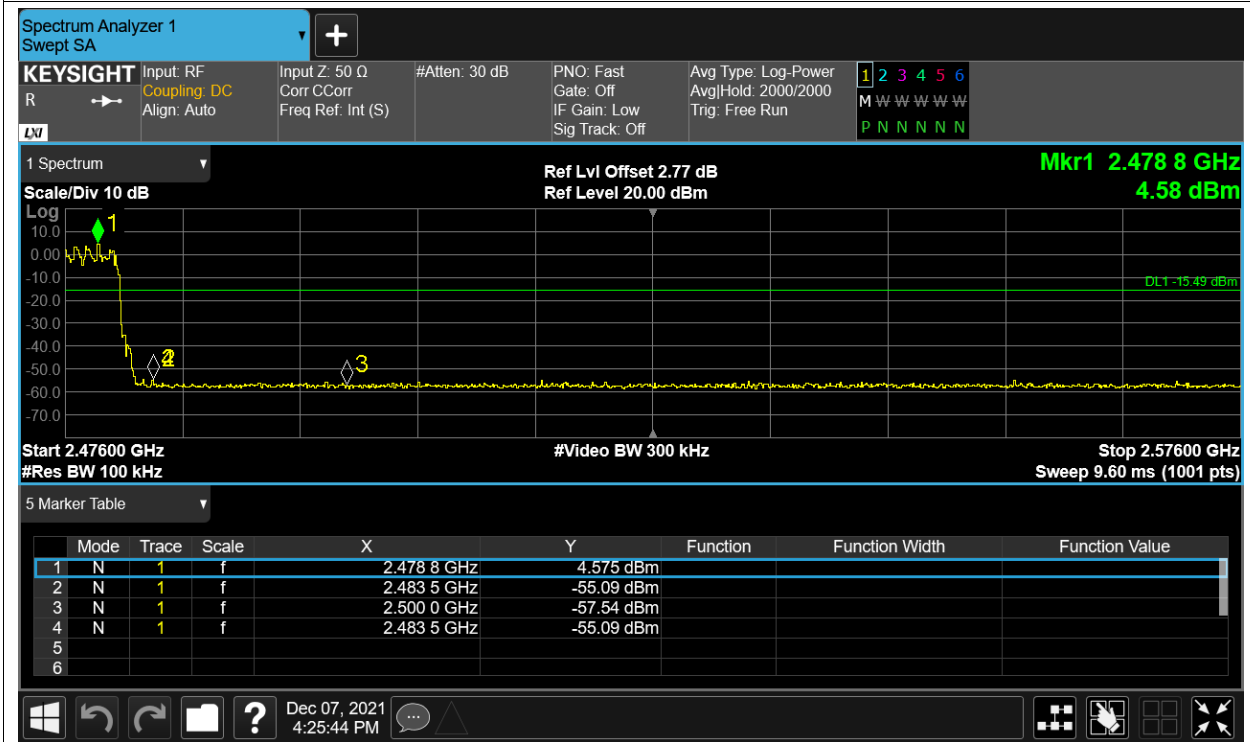 Spectrum Analyzer 1
Swept SA
+
KEYSIGHT Input: RF Input Z: 50 Ω #Atten: 30 dB PNO: Fast Avg Type: Log-Power 1 2 3 4 5 6
R Coupling: DC Corr CCorr Gate: Off Avg|Hold: 2000/2000 M W W W W W
Align: Auto Freq Ref: Int (S) IF Gain: Low Trig: Free Run
LXI Sig Track: Off P N N N N N
1 Spectrum Ref Lvl Offset 2.77 dB Mkr1 2.478 8 GHz
Scale/Div 10 dB Ref Level 20.00 dBm 4.58 dBm
Log
1
10.0
0.00
-10.0
DL1 -15.49 dBm
-20.0
-30.0
-40.0
3
-50.0
-60.0
-70.0
Start 2.47600 GHz #Video BW 300 kHz Stop 2.57600 GHz
#Res BW 100 kHz Sweep 9.60 ms (1001 pts)
5 Marker Table
Mode Trace Scale X Y Function Function Width Function Value
1 N 1 f 2.478 8 GHz 4.575 dBm
2 N 1 f 2.483 5 GHz -55.09 dBm
3 N 1 f 2.500 0 GHz -57.54 dBm
4 N 1 f 2.483 5 GHz -55.09 dBm
5
6
? Dec 07, 2021
4:25:44 PM